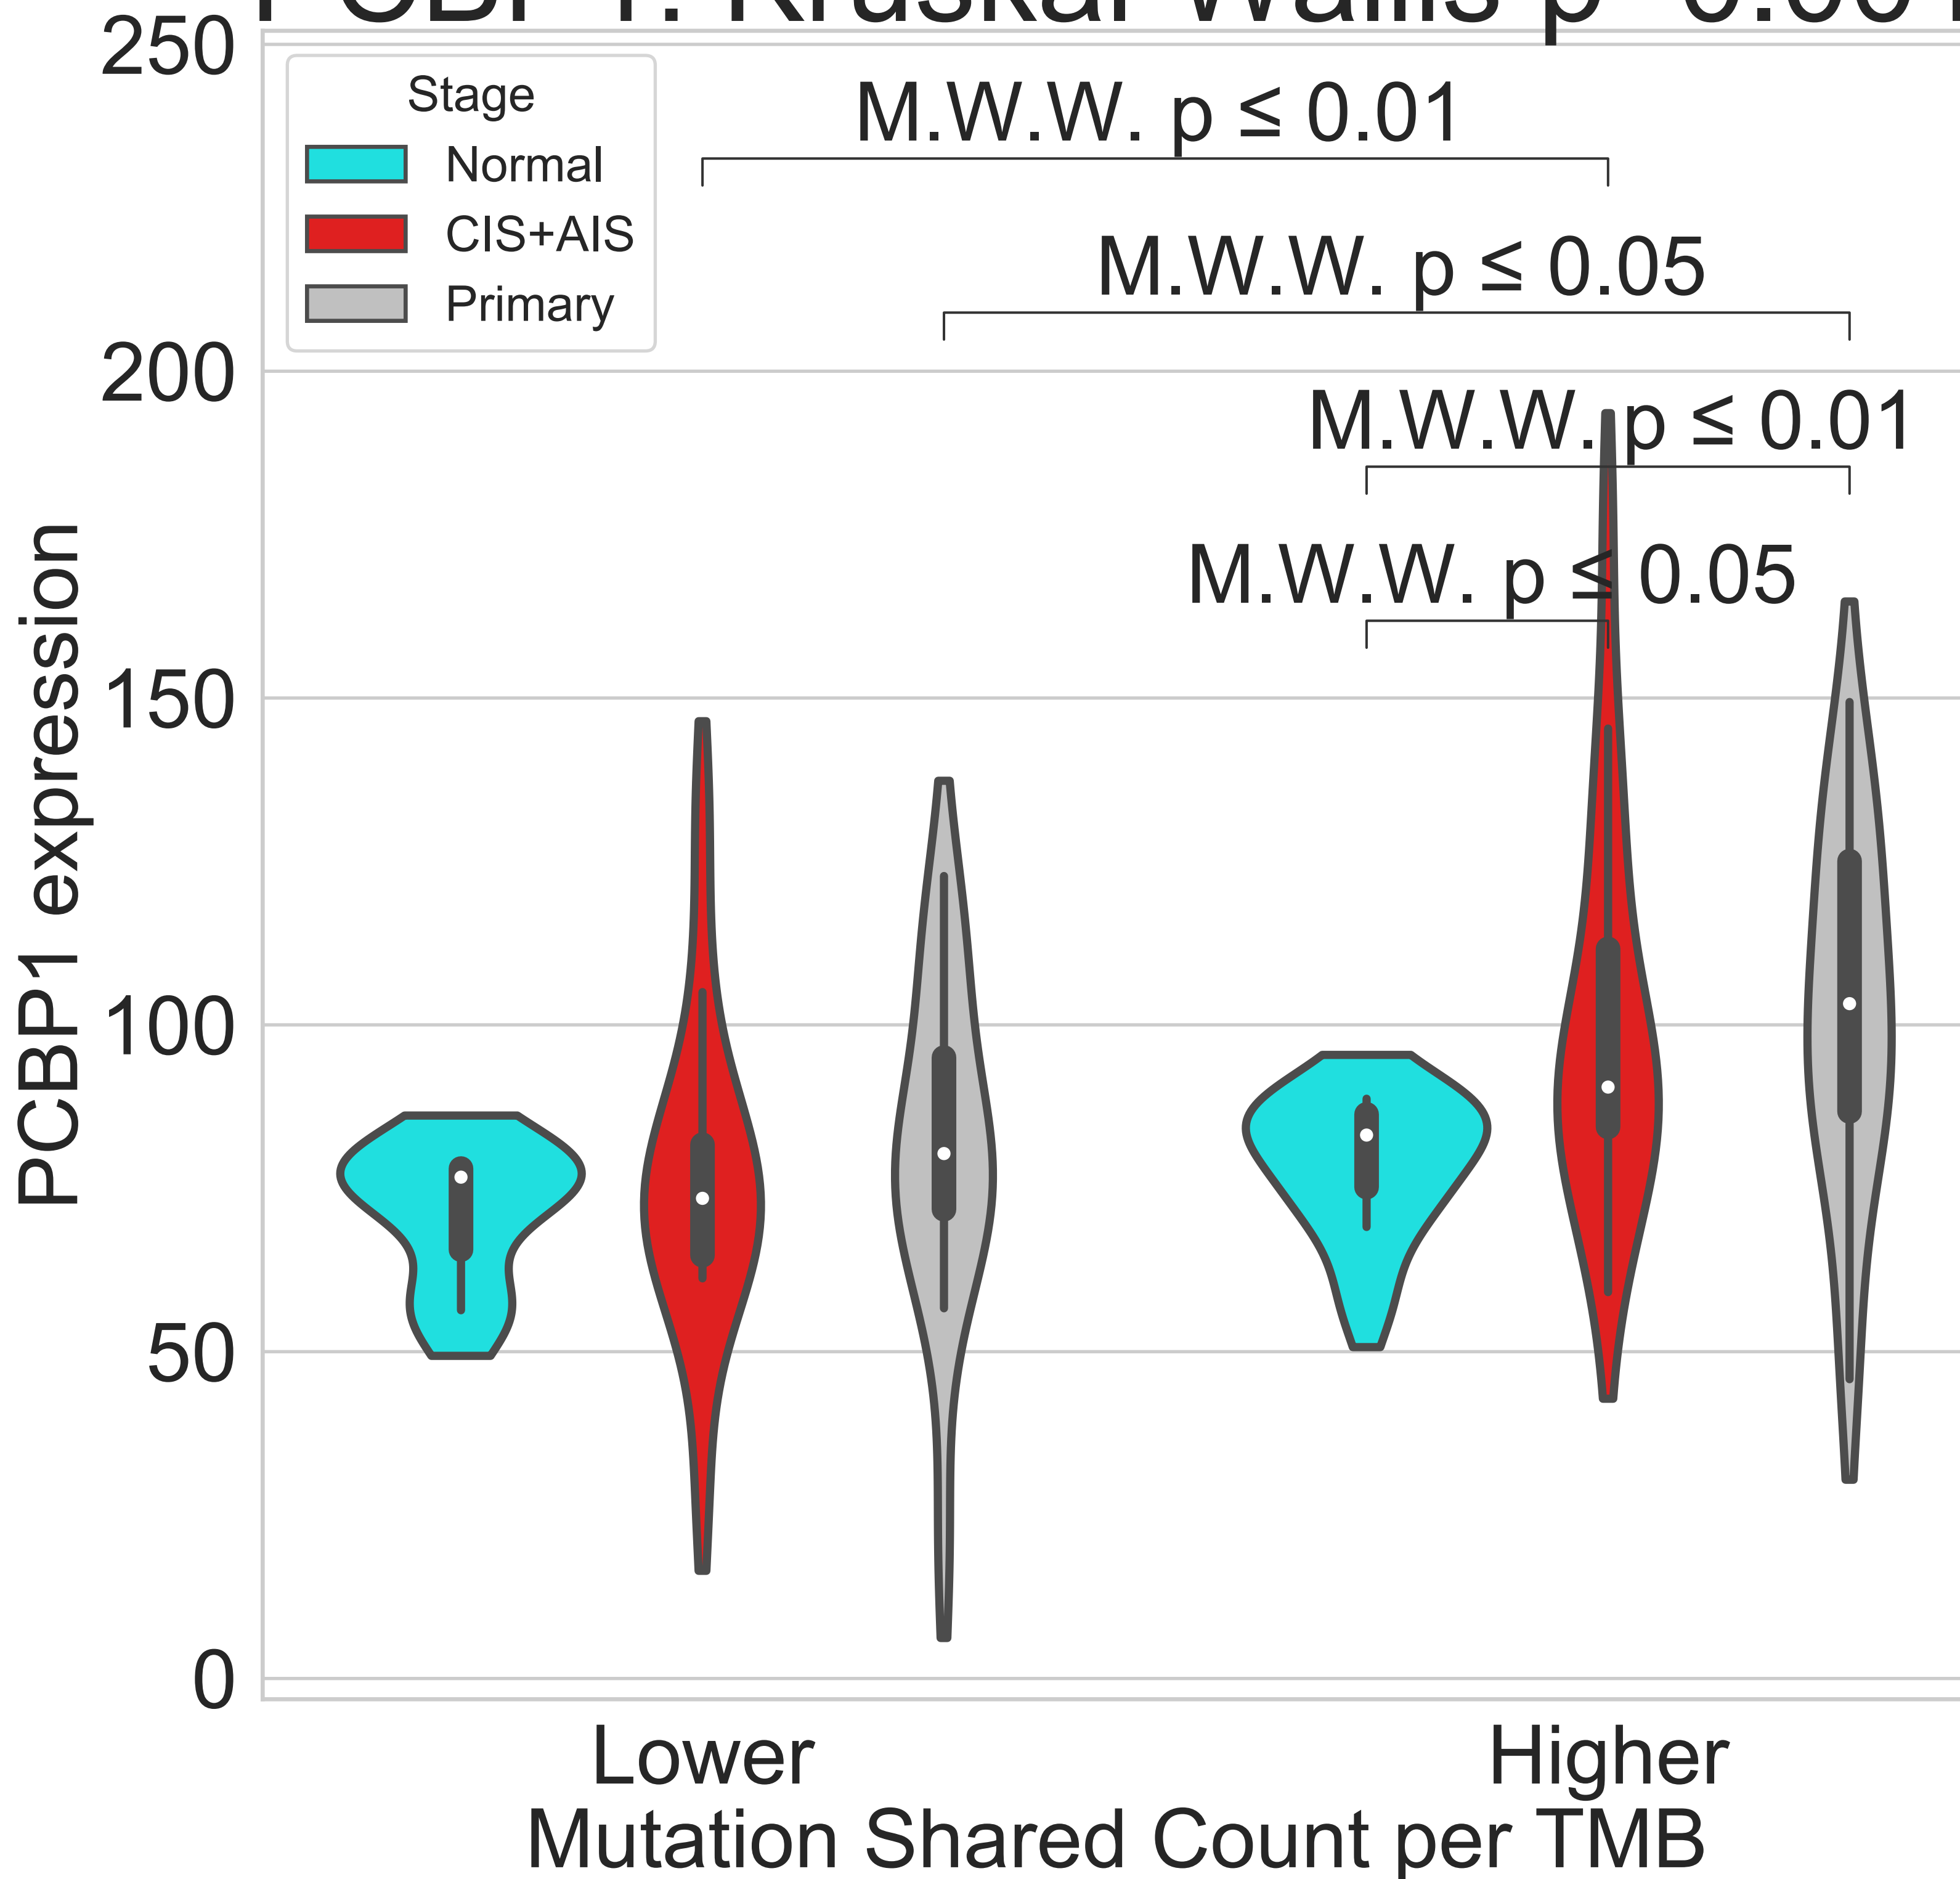 250
Stage
Normal
CIS+AIS
Primary
M.W.W. p ≤ 0.01
M.W.W. p ≤ 0.05
M.W.W. p ≤ 0.01
M.W.W. p ≤ 0.05
200
150
100
50
0
PCBP1 expression
Lower
Higher
Mutation Shared Count per TMB